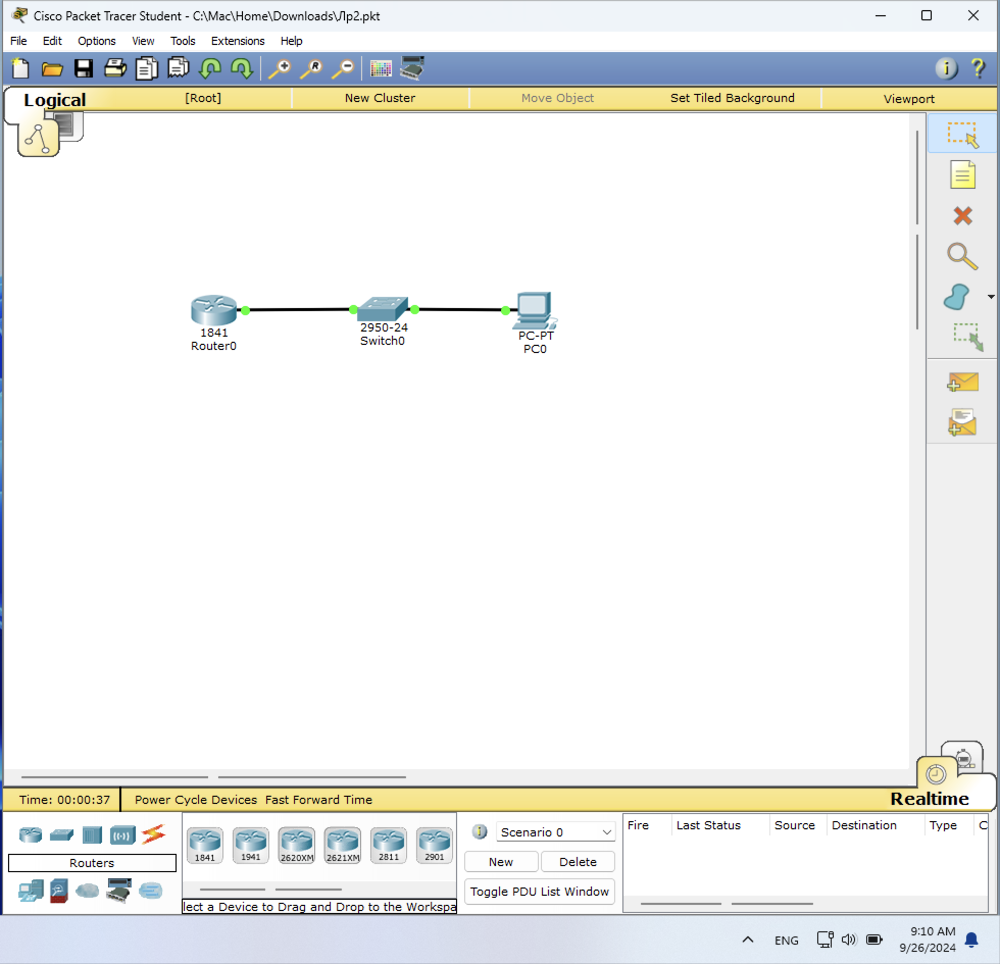 Cisco Packet Tracer Student - C:\Mac\Home\Downloads\Лр2.pkt
File Edit Options View Tools Extensions Help
R
i ?
Logical [Root] New Cluster Move Object Set Tiled Background Viewport
1841
Router0
2950-24
Switch0
PC-PT
PC0
Time: 00:00:37 Power Cycle Devices Fast Forward Time Realtime
Routers
1841 1941 2620XM 2621XM 2811 2901
lect a Device to Drag and Drop to the Workspa
i Scenario 0
New Delete
Toggle PDU List Window
Fire Last Status Source Destination Type C
ENG
9:10 AM
9/26/2024